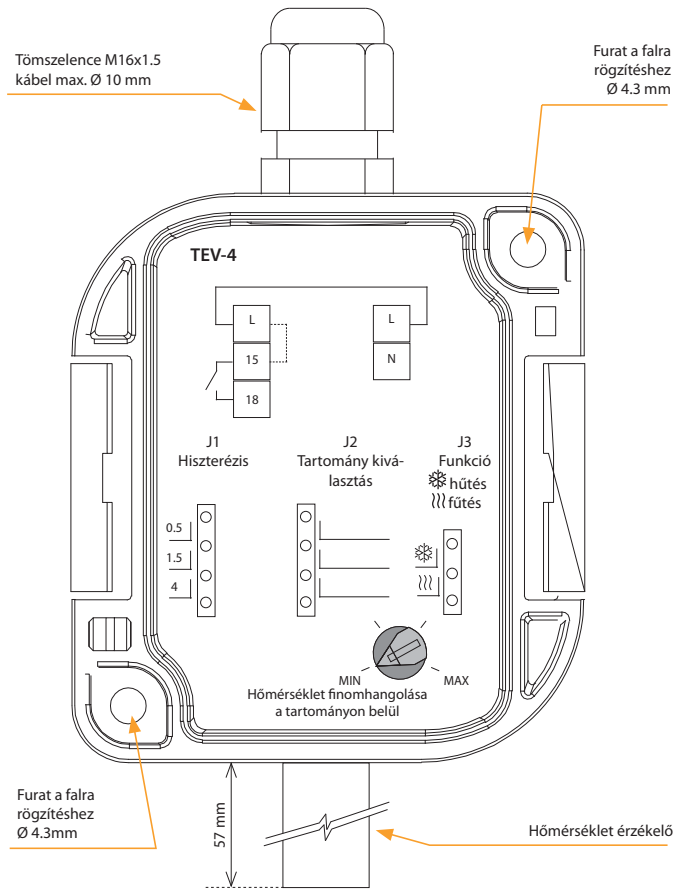 Tömszelence M16x1.5
kábel max. Ø 10 mm
Furat a falra
rögzítéshez
Ø 4.3 mm
TEV-4
L
L
15
N
18
J1
Hiszterézis
J2
Tartomány kivá-
lasztás
J3
Funkció
hűtés
fűtés
0.5
1.5
4
MIN
MAX
Hőmérséklet finomhangolása
a tartományon belül
Furat a falra
rögzítéshez
Ø 4.3mm
57 mm
Hőmérséklet érzékelő